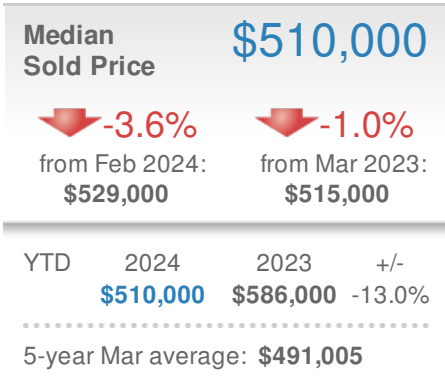 Median
Sold Price
$510,000
-3.6%
from Feb 2024:
$529,000
-1.0%
from Mar 2023:
$515,000
YTD 2024 2023 +/-
$510,000 $586,000 -13.0%
5-year Mar average: $491,005